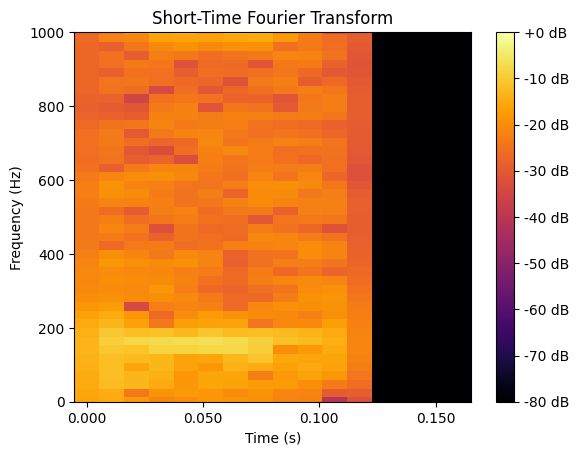 Short-Time Fourier Transform
Frequency (Hz)
1000
800
600
400
200
0
0.000
0.050
0.100
0.150
Time (s)
+0 dB
-10 dB
-20 dB
-30 dB
-40 dB
-50 dB
-60 dB
-70 dB
-80 dB